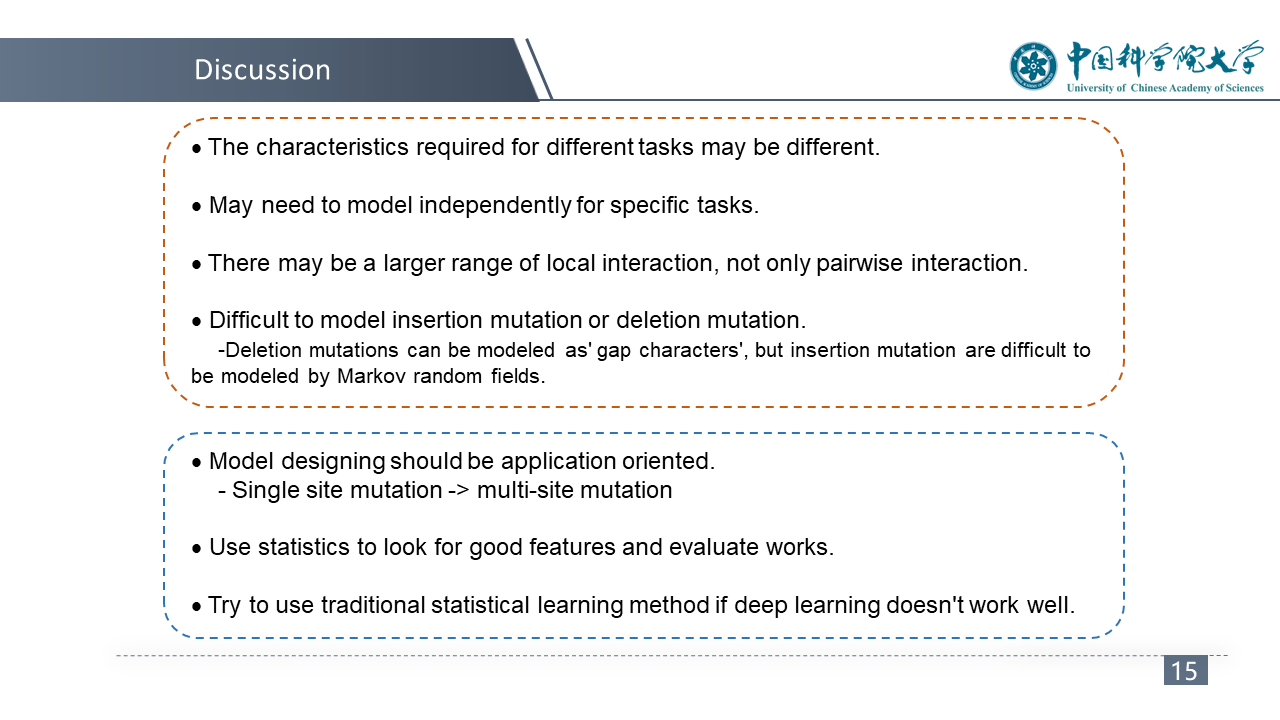 Discussion
中国科学院大学
University of Chinese Academy of Sciences
• The characteristics required for different tasks may be different.
• May need to model independently for specific tasks.
• There may be a larger range of local interaction, not only pairwise interaction.
• Difficult to model insertion mutation or deletion mutation.
-Deletion mutations can be modeled as' gap characters', but insertion mutation are difficult to
be modeled by Markov random fields.
• Model designing should be application oriented.
- Single site mutation -> multi-site mutation
• Use statistics to look for good features and evaluate works.
• Try to use traditional statistical learning method if deep learning doesn't work well.
15